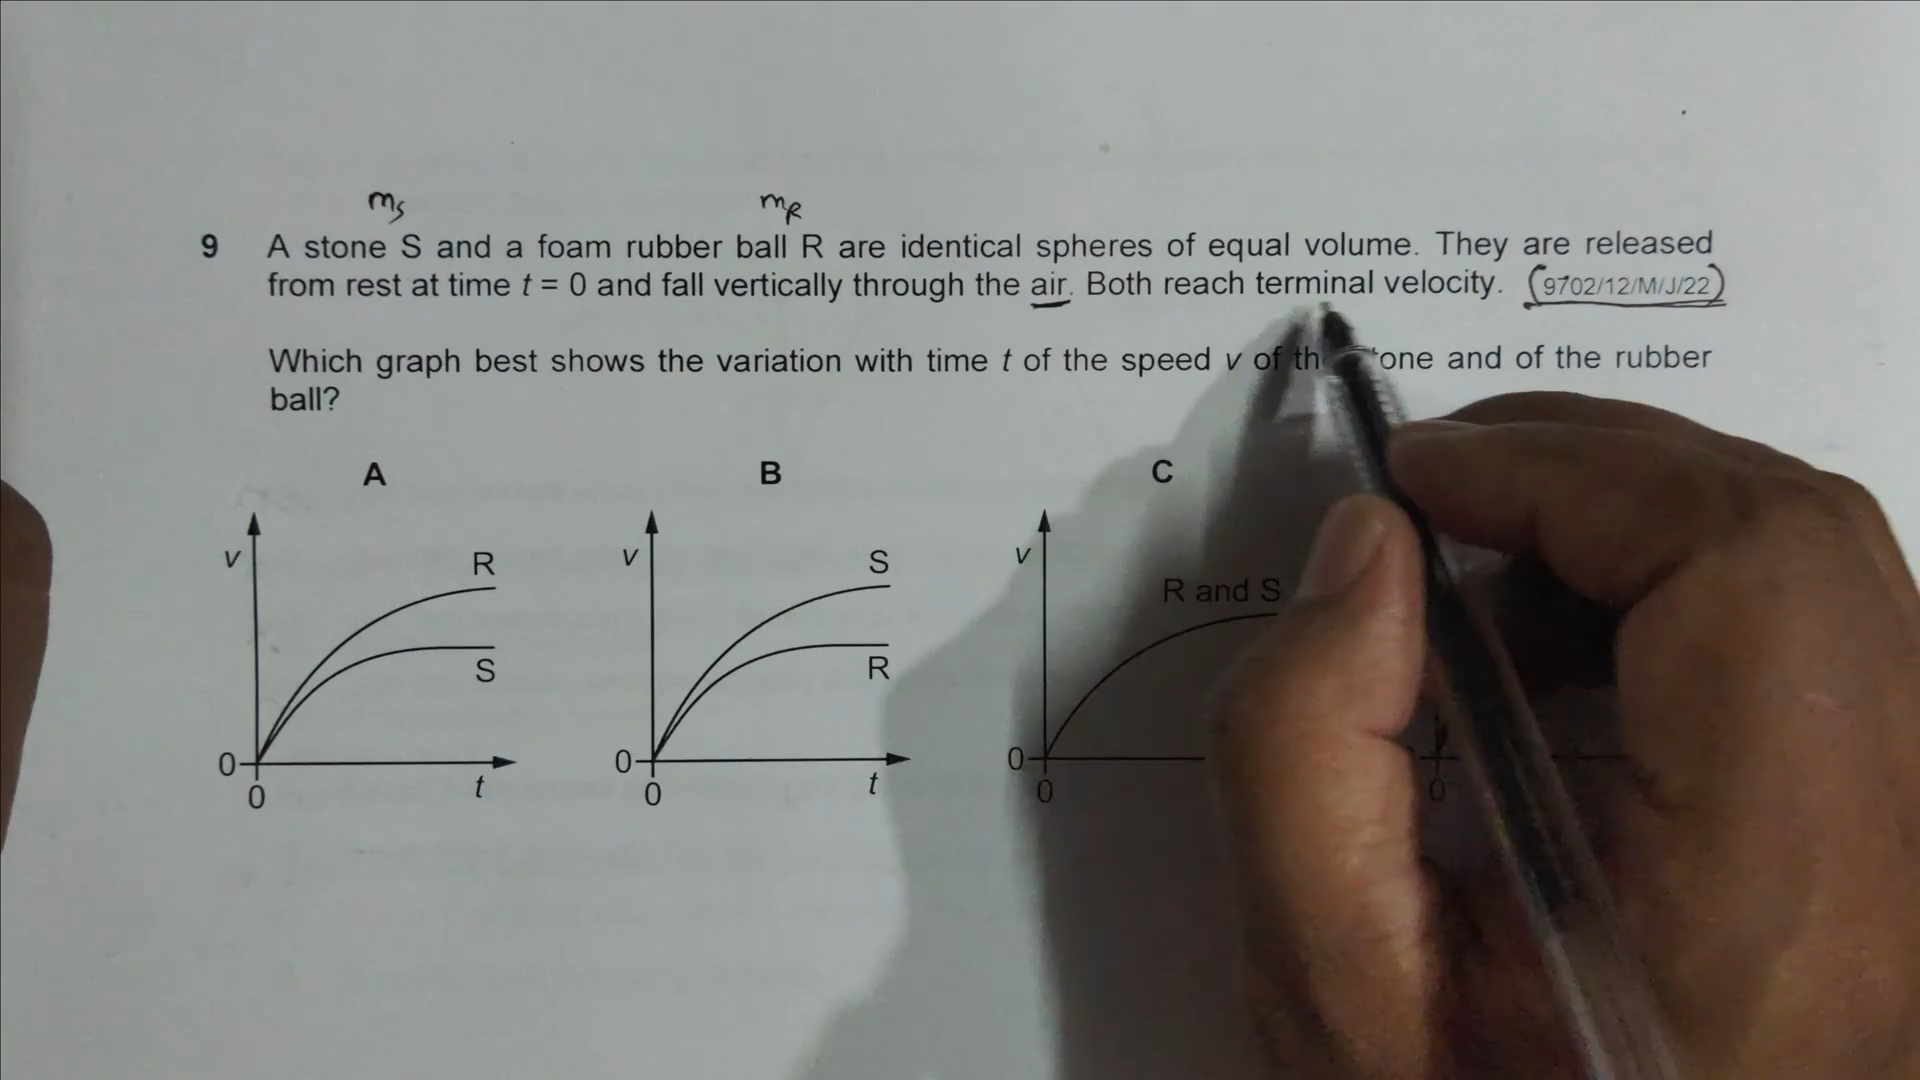 mS mR
9 A stone S and a foam rubber ball R are identical spheres of equal volume. They are released
from rest at time t = 0 and fall vertically through the air. Both reach terminal velocity. (9702/12/M/J/22)
Which graph best shows the variation with time t of the speed v of and of the rubber
ball?
A B C
v R v S v R and S
S R
0 0 0
0 t 0 t 0 0